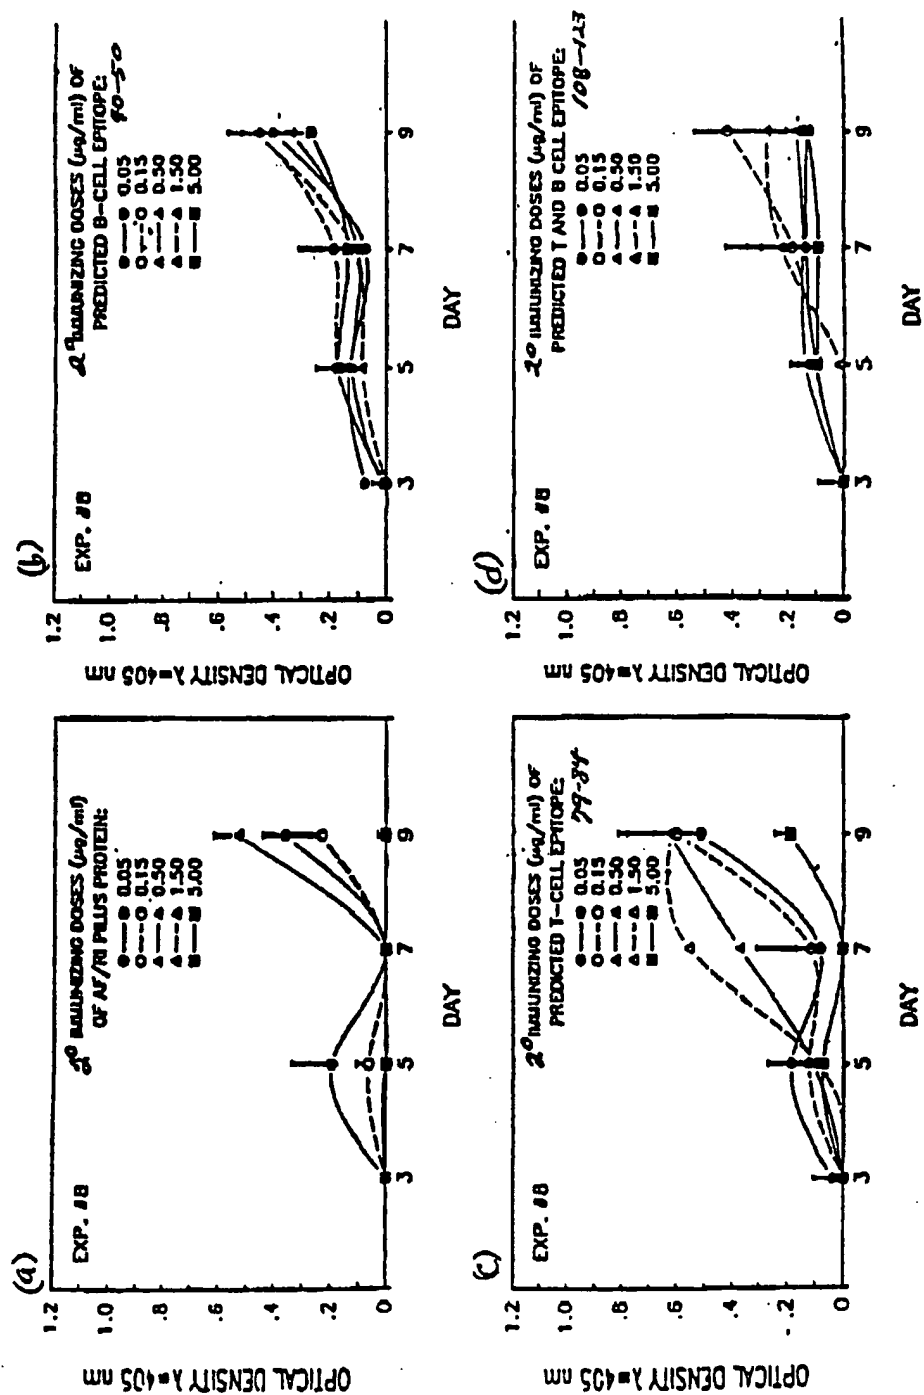 (a)
EXP. #8
2° IMMUNIZING DOSES (µg/ml)
OF AF/RI PILUS PROTEIN:
0.05
0.15
0.50
1.50
5.00
OPTICAL DENSITY λ=405 nm
1.2
1.0
.8
.6
.4
.2
0
3
5
7
9
DAY
(b)
EXP. #8
2° IMMUNIZING DOSES (µg/ml) OF
PREDICTED B-CELL EPITOPE:
40-50
0.05
0.15
0.50
1.50
5.00
OPTICAL DENSITY λ=405 nm
1.2
1.0
.8
.6
.4
.2
0
3
5
7
9
DAY
(c)
EXP. #8
2° IMMUNIZING DOSES (µg/ml) OF
PREDICTED T-CELL EPITOPE:
79-84
0.05
0.15
0.50
1.50
5.00
OPTICAL DENSITY λ=405 nm
1.2
1.0
.8
.6
.4
.2
0
3
5
7
9
DAY
(d)
EXP. #8
2° IMMUNIZING DOSES (µg/ml) OF
PREDICTED T AND B CELL EPITOPE:
108-123
0.05
0.15
0.50
1.50
5.00
OPTICAL DENSITY λ=405 nm
1.2
1.0
.8
.6
.4
.2
0
3
5
7
9
DAY